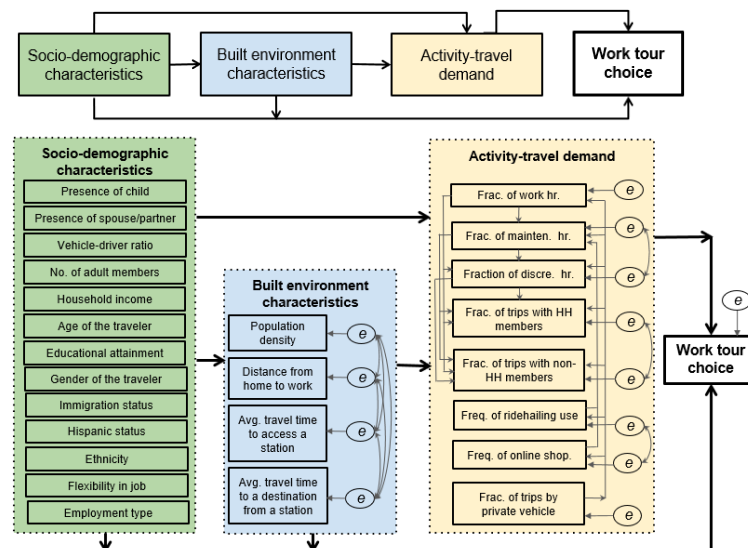 Socio-demographic
characteristics
Built environment
characteristics
Activity-travel
demand
Work tour
choice
Socio-demographic
characteristics
Presence of child
Presence of spouse/partner
Vehicle-driver ratio
No. of adult members
Household income
Age of the traveler
Educational attainment
Gender of the traveler
Immigration status
Hispanic status
Ethnicity
Flexibility in job
Employment type
Built environment
characteristics
Population
density
e
Distance from
home to work
e
Avg. travel time
to access a
station
e
Avg. travel time
to a destination
from a station
e
Activity-travel demand
Frac. of work hr.
e
Frac. of mainten. hr.
e
Fraction of discre. hr.
e
Frac. of trips with HH
members
e
Frac. of trips with non-
HH members
e
Freq. of ridehailing use
e
Freq. of online shop.
e
Frac. of trips by
private vehicle
e
e
Work tour
choice